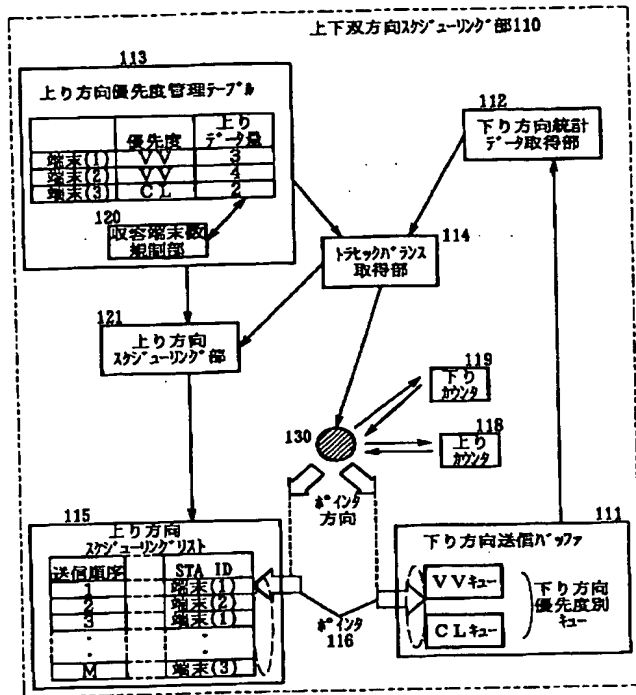 上下双方向スケジューリング部110
113
上り方向優先度管理テーブル
優先度 上りデータ量
端末(1) VV 3
端末(2) VV 4
端末(3) CL 2
120
収容端末数
規制部
112
下り方向統計
データ取得部
114
トラヒックバランス
取得部
121
上り方向
スケジューリング部
119
下り
カウンタ
118
上り
カウンタ
130
ポインタ
方向
115
上り方向
スケジューリングリスト
送信順序 STA ID
1 端末(1)
2 端末(2)
3 端末(1)
・ ・
・ ・
M 端末(3)
ポインタ
116
111
下り方向送信バッファ
VVキュー
CLキュー
下り方向
優先度別
キュー